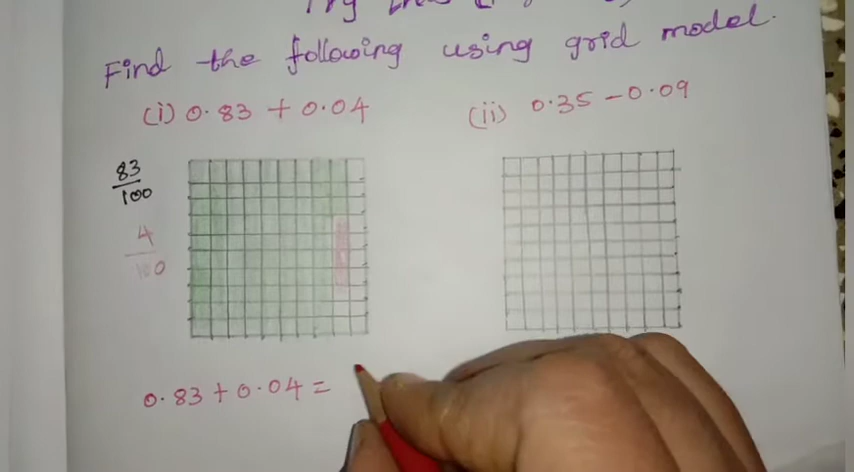 Try
Find the following using grid model.
(i) 0.83 + 0.04
(ii) 0.35 - 0.09
83
100
4
100
0.83 + 0.04 =